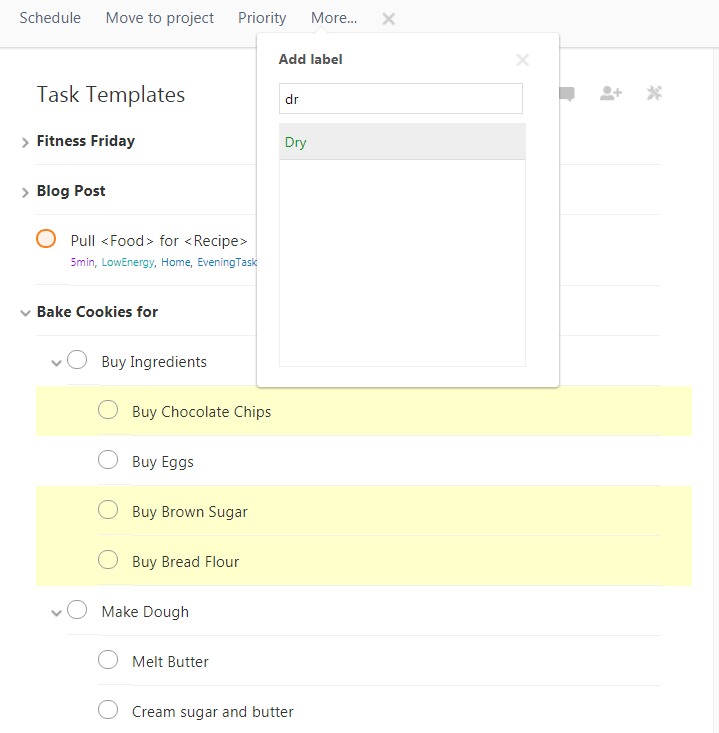 Schedule Move to project Priority More...
Add label
dr
Dry
Task Templates
Fitness Friday
Blog Post
Pull <Food> for <Recipe>
5min, LowEnergy, Home, EveningTask
Bake Cookies for
Buy Ingredients
Buy Chocolate Chips
Buy Eggs
Buy Brown Sugar
Buy Bread Flour
Make Dough
Melt Butter
Cream sugar and butter